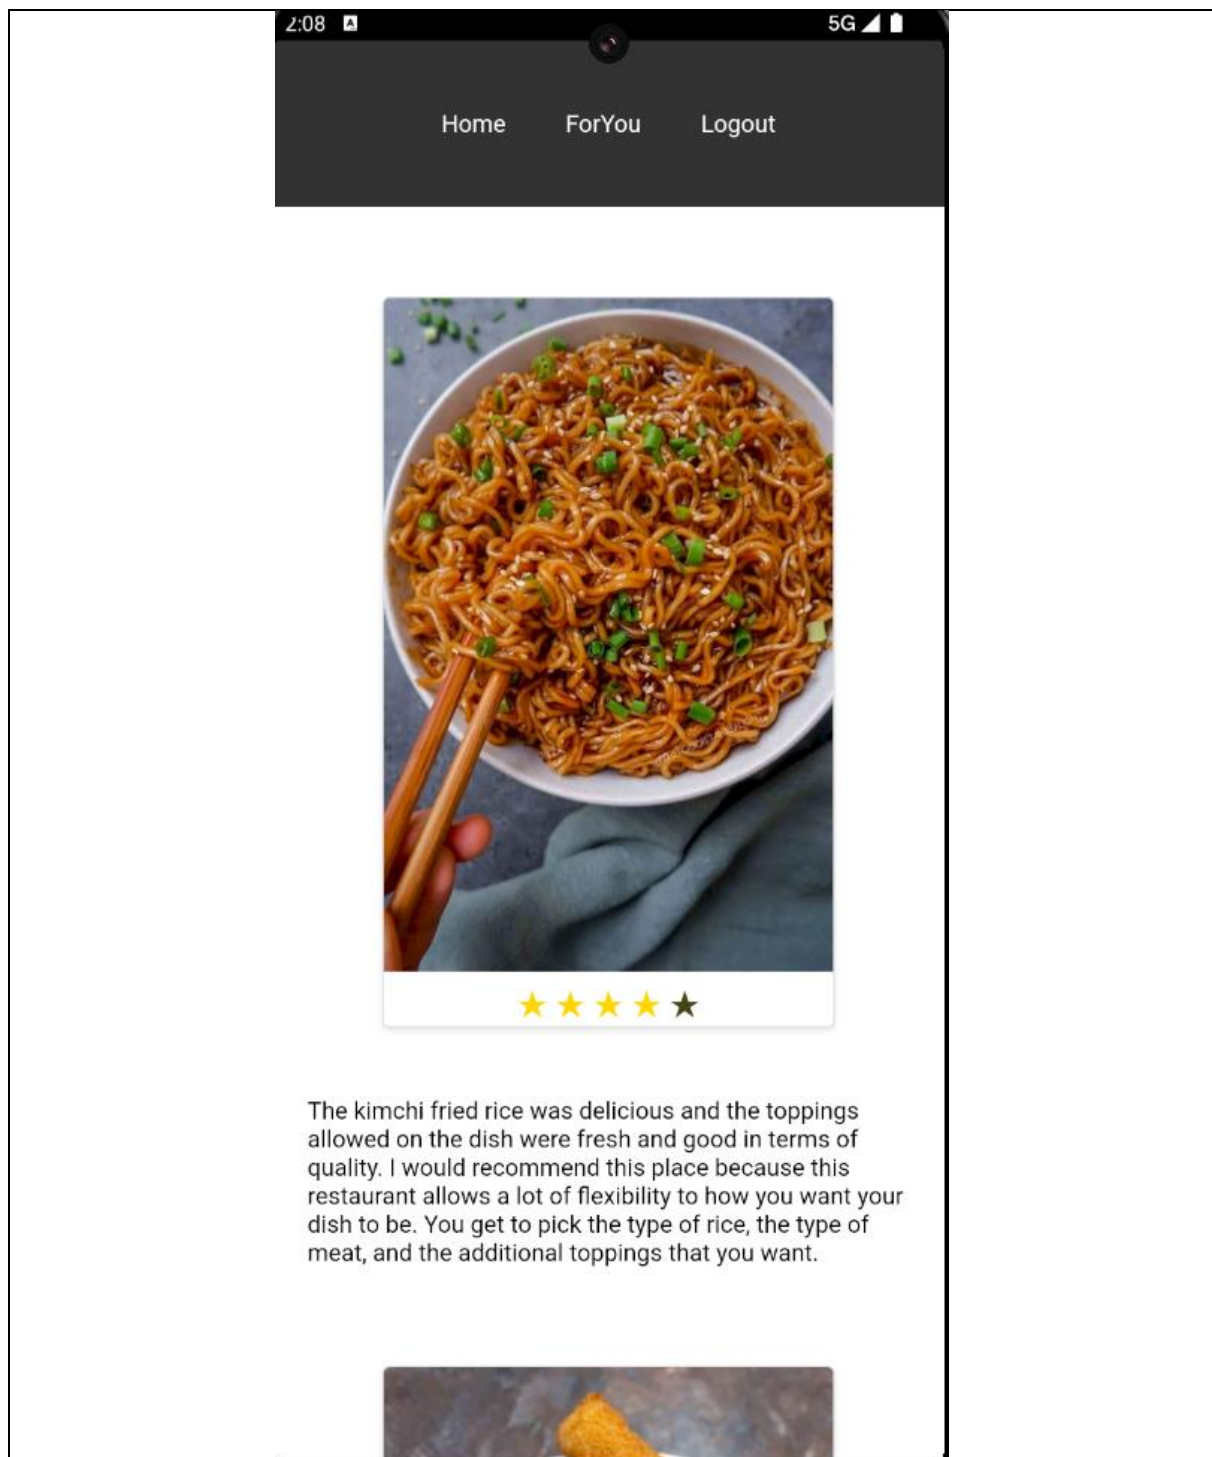 2:08 A 5G
Home ForYou Logout
The kimchi fried rice was delicious and the toppings
allowed on the dish were fresh and good in terms of
quality. I would recommend this place because this
restaurant allows a lot of flexibility to how you want your
dish to be. You get to pick the type of rice, the type of
meat, and the additional toppings that you want.